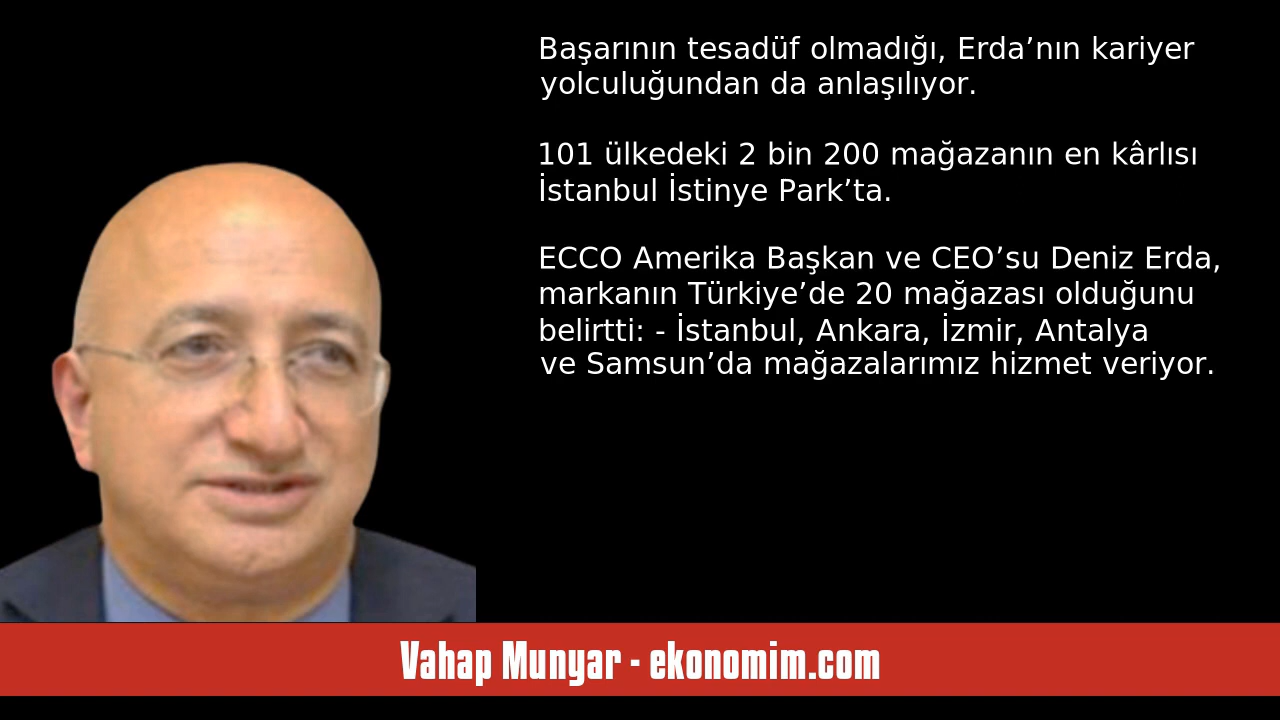 Başarının tesadüf olmadığı, Erda’nın kariyer
yolculuğundan da anlaşılıyor.
101 ülkedeki 2 bin 200 mağazanın en kârlısı
İstanbul İstinye Park’ta.
ECCO Amerika Başkan ve CEO’su Deniz Erda,
markanın Türkiye’de 20 mağazası olduğunu
belirtti: - İstanbul, Ankara, İzmir, Antalya
ve Samsun’da mağazalarımız hizmet veriyor.
Vahap Munyar - ekonomim.com